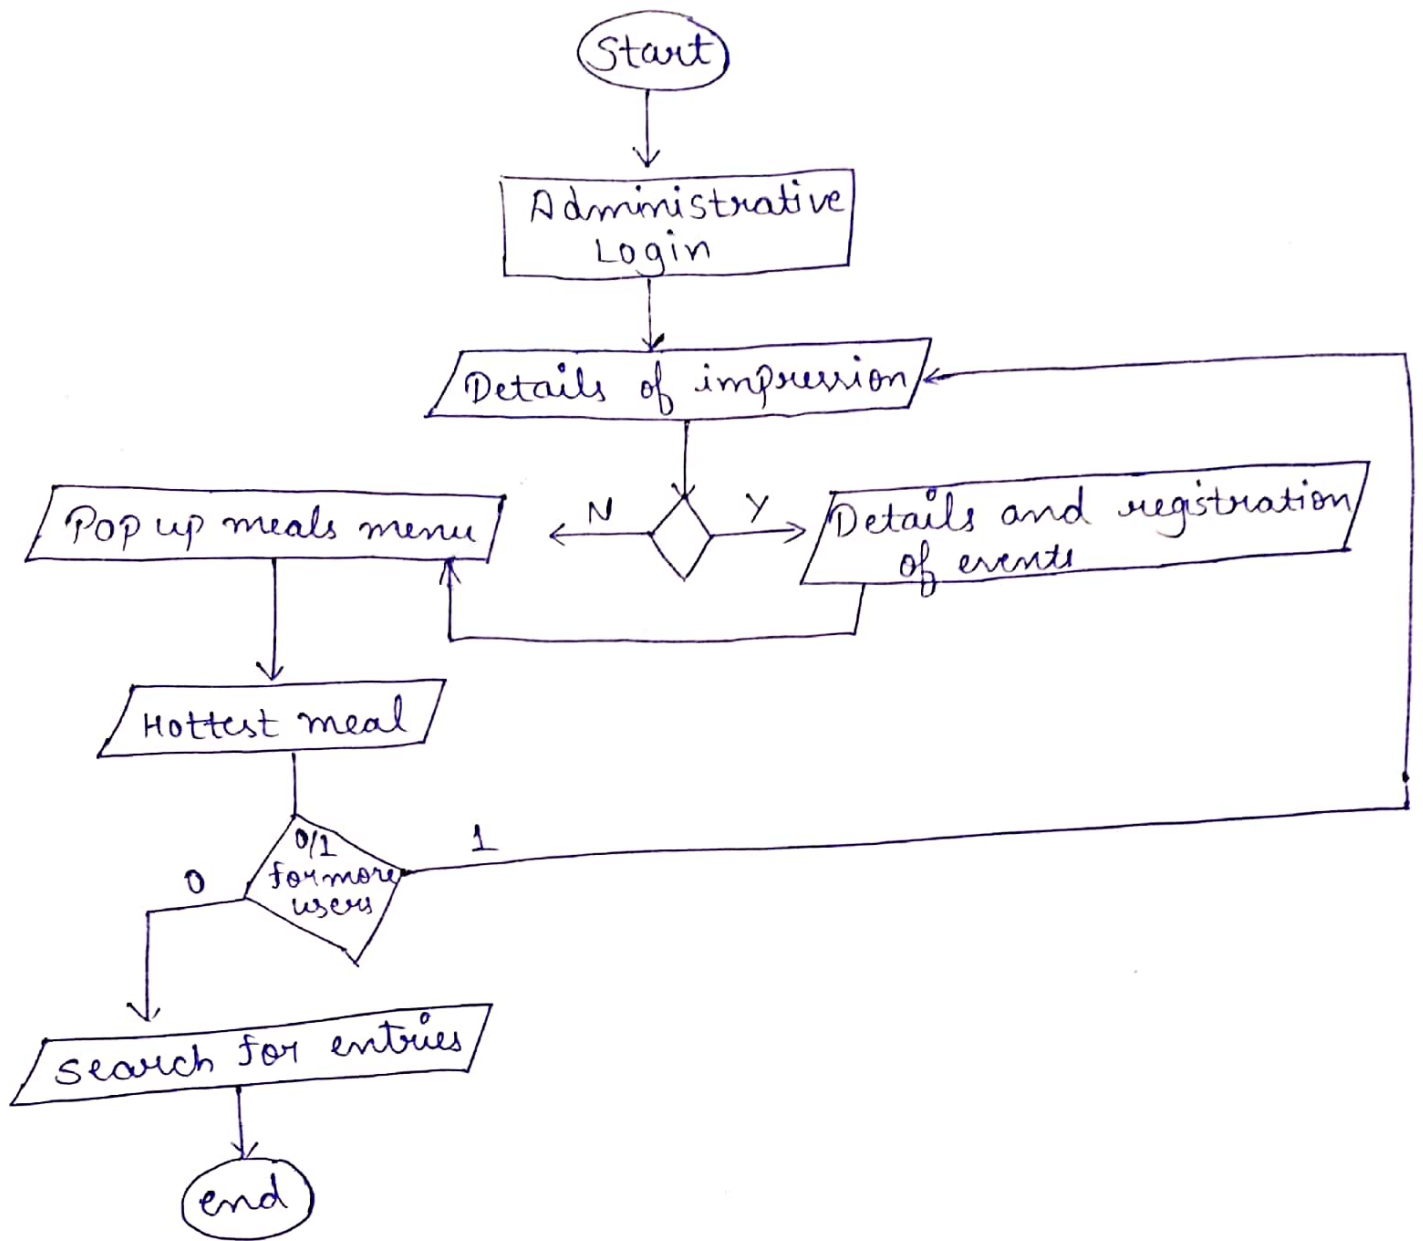 Start
Administrative
Login
Details of impression
N
Y
Pop up meals menu
Details and registration
of events
Hottest meal
0/1
for more
users
0
1
Search for entries
end